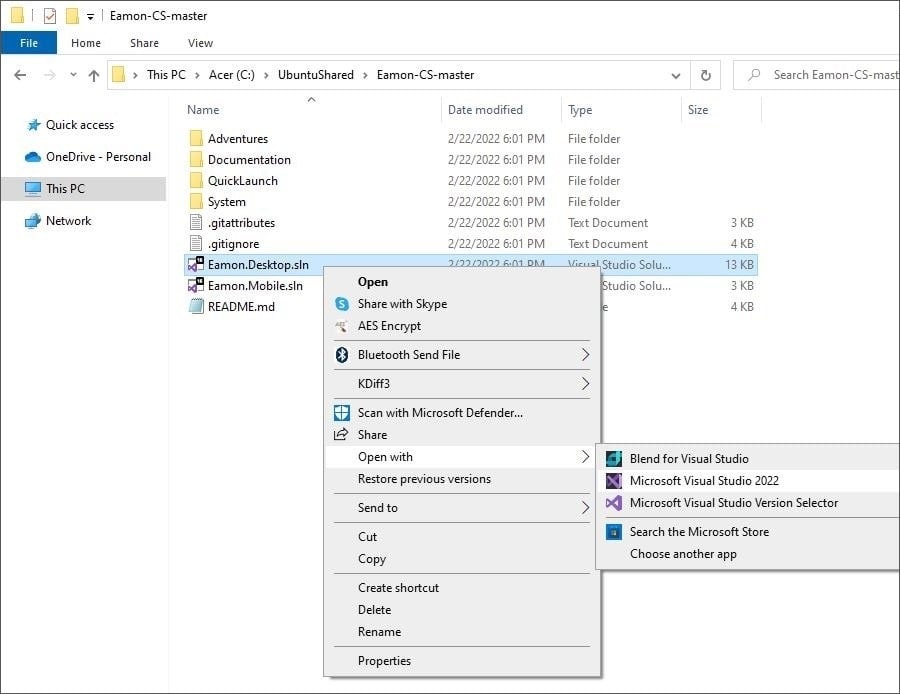 Eamon-CS-master
File Home Share View
This PC Acer (C:) UbuntuShared Eamon-CS-master Search Eamon-CS-mast
Name Date modified Type Size
Quick access
OneDrive - Personal
This PC
Network
Adventures 2/22/2022 6:01 PM File folder
Documentation 2/22/2022 6:01 PM File folder
QuickLaunch 2/22/2022 6:01 PM File folder
System 2/22/2022 6:01 PM File folder
.gitattributes 2/22/2022 6:01 PM Text Document 3 KB
.gitignore 2/22/2022 6:01 PM Text Document 4 KB
Eamon.Desktop.sln 2/22/2022 6:01 PM Visual Studio Solu... 13 KB
Eamon.Mobile.sln Studio Solu... 3 KB
README.md e 4 KB
Open
Share with Skype
AES Encrypt
Bluetooth Send File
KDiff3
Scan with Microsoft Defender...
Share
Open with
Restore previous versions
Send to
Cut
Copy
Create shortcut
Delete
Rename
Properties
Blend for Visual Studio
Microsoft Visual Studio 2022
Microsoft Visual Studio Version Selector
Search the Microsoft Store
Choose another app